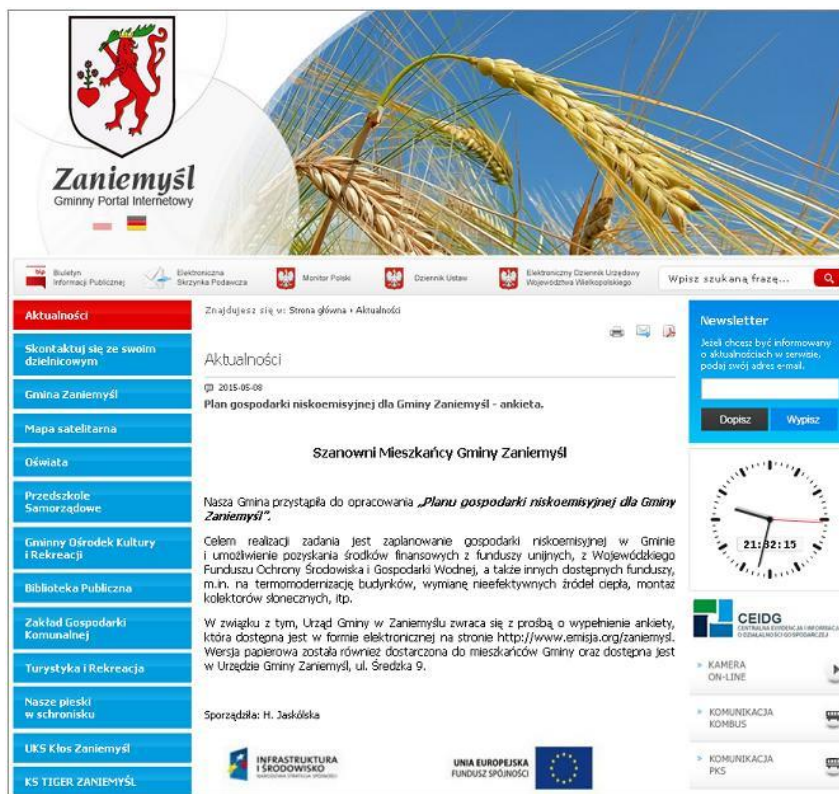 Zaniemyśl
Gminny Portal Internetowy
bip
Biuletyn
Informacji Publicznej
Elektroniczna
Skrzynka Podawcza
Monitor Polski
Dziennik Ustaw
Elektroniczny Dziennik Urzędowy
Województwa Wielkopolskiego
Wpisz szukaną frazę...
Aktualności
Skontaktuj się ze swoim
dzielnicowym
Gmina Zaniemyśl
Mapa satelitarna
Oświata
Przedszkole
Samorządowe
Gminny Ośrodek Kultury
i Rekreacji
Biblioteka Publiczna
Zakład Gospodarki
Komunalnej
Turystyka i Rekreacja
Nasze pieski
w schronisku
UKS Kłos Zaniemyśl
KS TIGER ZANIEMYŚL
Znajdujesz się w: Strona główna › Aktualności
Aktualności
2015-05-08
Plan gospodarki niskoemisyjnej dla Gminy Zaniemyśl - ankieta.
Szanowni Mieszkańcy Gminy Zaniemyśl
Nasza Gmina przystąpiła do opracowania „Planu gospodarki niskoemisyjnej dla Gminy
Zaniemyśl”.
Celem realizacji zadania jest zaplanowanie gospodarki niskoemisyjnej w Gminie
i umożliwienie pozyskania środków finansowych z funduszy unijnych, z Wojewódzkiego
Funduszu Ochrony Środowiska i Gospodarki Wodnej, a także innych dostępnych funduszy,
m.in. na termomodernizację budynków, wymianę nieefektywnych źródeł ciepła, montaż
kolektorów słonecznych, itp.
W związku z tym, Urząd Gminy w Zaniemyślu zwraca się z prośbą o wypełnienie ankiety,
która dostępna jest w formie elektronicznej na stronie http://www.emisja.org/zaniemysl.
Wersja papierowa została również dostarczona do mieszkańców Gminy oraz dostępna jest
w Urzędzie Gminy Zaniemyśl, ul. Średzka 9.
Sporządziła: H. Jaskólska
INFRASTRUKTURA
I ŚRODOWISKO
NARODOWA STRATEGIA SPÓJNOŚCI
UNIA EUROPEJSKA
FUNDUSZ SPÓJNOŚCI
Newsletter
Jeżeli chcesz być informowany
o aktualnościach w serwisie,
podaj swój adres e-mail.
Dopisz
Wypisz
21:32:15
CEIDG
CENTRALNA EWIDENCJA I INFORMACJA
O DZIAŁALNOŚCI GOSPODARCZEJ
» KAMERA
ON-LINE
» KOMUNIKACJA
KOMBUS
» KOMUNIKACJA
PKS